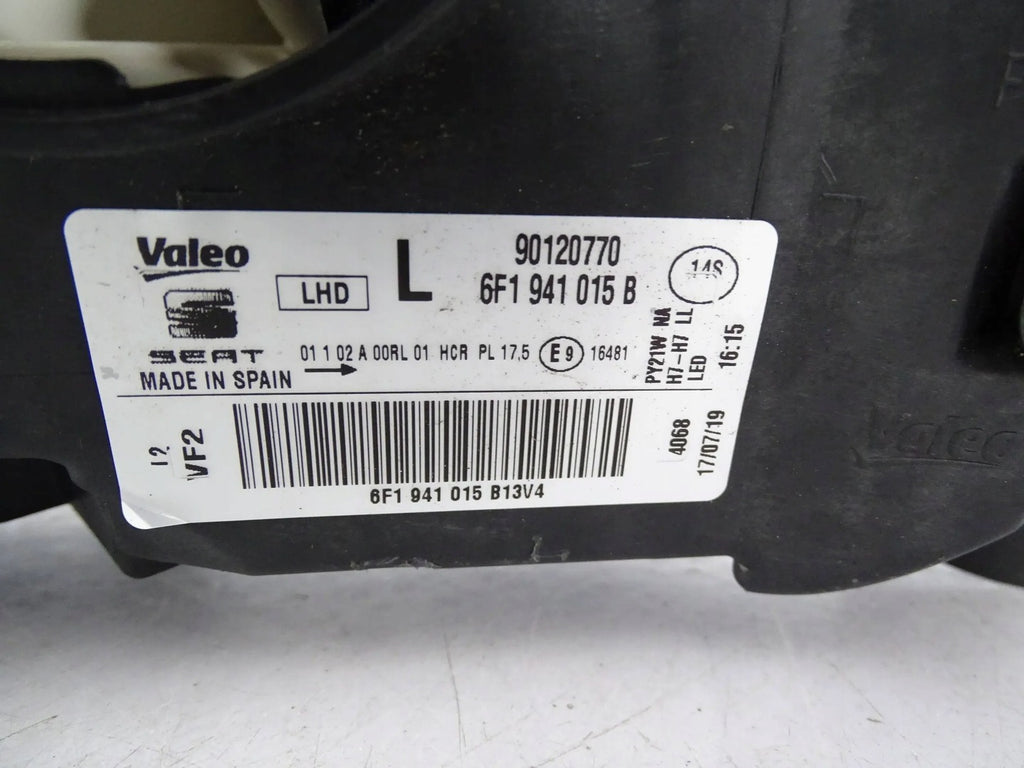 Valeo
L
90120770
14S
LHD
6F1 941 015 B
SEAT
01 1 02 A 00RL 01 HCR PL 17,5 E9 16481
MADE IN SPAIN
PY21W NA
H7-H7 LL
LED
16:15
VF2
6F1 941 015 B13V4
4068
17/07/19
Valeo